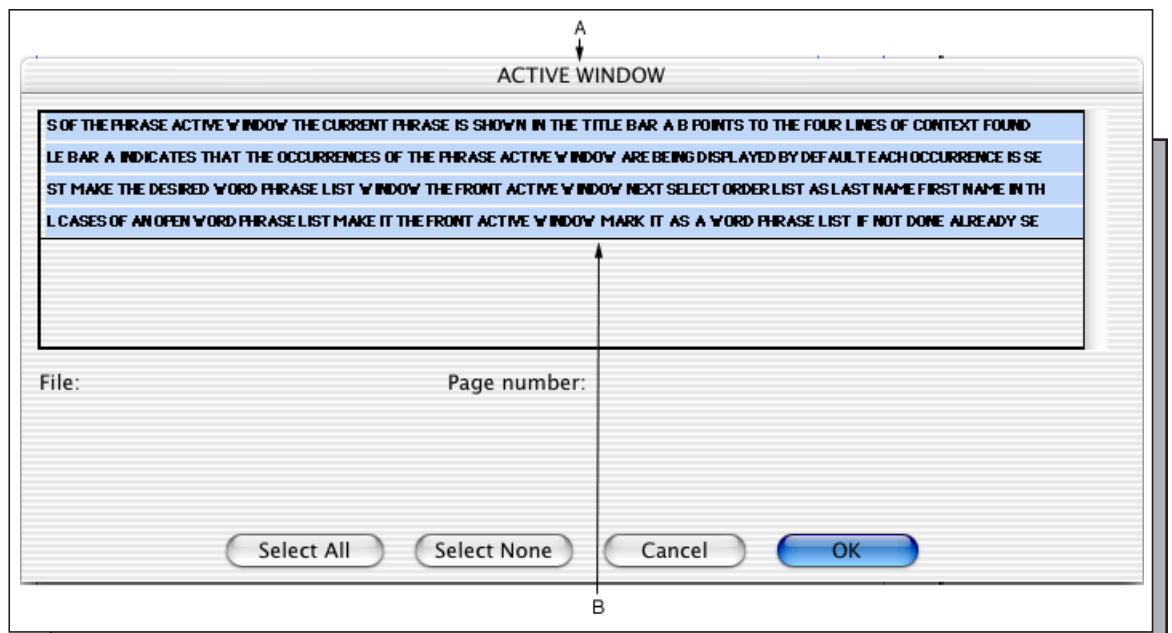 A
ACTIVE WINDOW
S OF THE PHRASE ACTIVE WINDOW THE CURRENT PHRASE IS SHOWN IN THE TITLE BAR A B POINTS TO THE FOUR LINES OF CONTEXT FOUND
LE BAR A INDICATES THAT THE OCCURRENCES OF THE PHRASE ACTIVE WINDOW ARE BEING DISPLAYED BY DEFAULT EACH OCCURRENCE IS SE
ST MAKE THE DESIRED WORD PHRASE LIST WINDOW THE FRONT ACTIVE WINDOW NEXT SELECT ORDER LIST AS LAST NAME FIRST NAME IN TH
L CASES OF AN OPEN WORD PHRASE LIST MAKE IT THE FRONT ACTIVE WINDOW MARK IT AS A WORD PHRASE LIST IF NOT DONE ALREADY SE
File: Page number:
Select All Select None Cancel OK
B